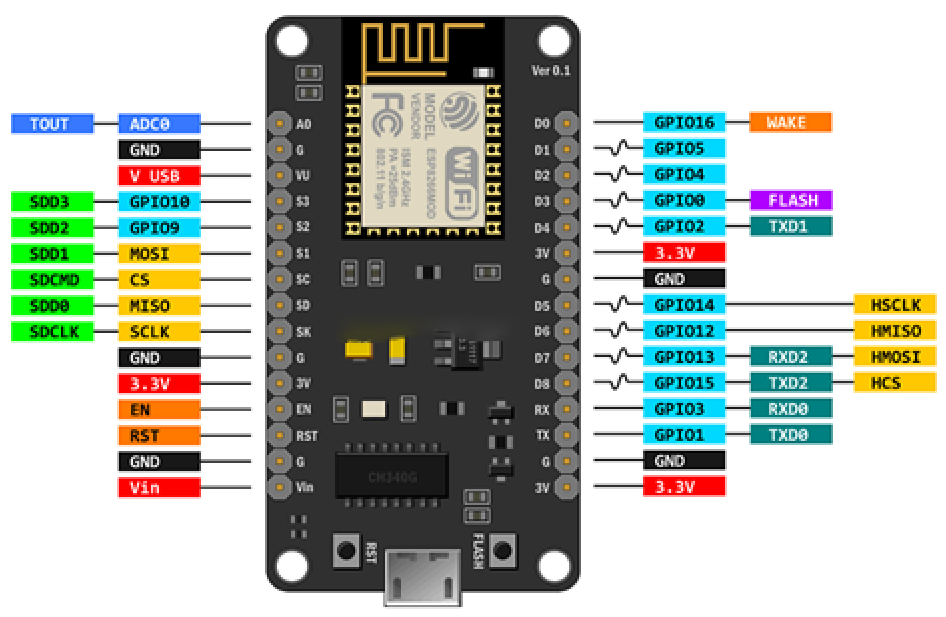 Ver 0.1
MODEL
VENDOR
ESP8266MOD
FC
ISM 2.4GHz
PA +25dBm
802.11 b/g/n
WiFi
TOUT ADC0 A0
GND G
V USB VU
SDD3 GPIO10 S3
SDD2 GPIO9 S2
SDD1 MOSI S1
SDCMD CS SC
SDD0 MISO SD
SDCLK SCLK SK
GND G
3.3V 3V
EN EN
RST RST
GND G
Vin Vin
D0 GPIO16 WAKE
D1 GPIO5
D2 GPIO4
D3 GPIO0 FLASH
D4 GPIO2 TXD1
3V 3.3V
G GND
D5 GPIO14 HSCLK
D6 GPIO12 HMISO
D7 GPIO13 RXD2 HMOSI
D8 GPIO15 TXD2 HCS
RX GPIO3 RXD0
TX GPIO1 TXD0
G GND
3V 3.3V
CH340G
RST
FLASH